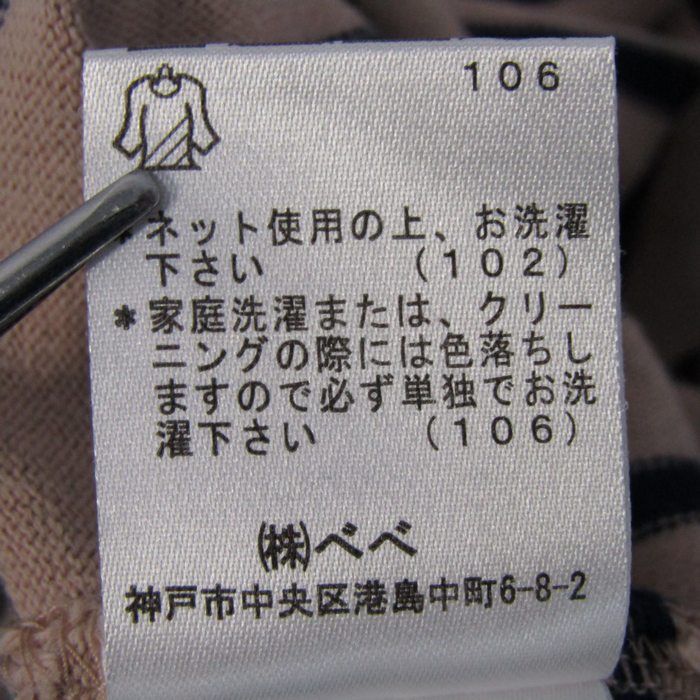 106
*ネット使用の上、お洗濯
下さい (102)
*家庭洗濯または、クリー
ニングの際には色落ちし
ますので必ず単独でお洗
濯下さい (106)
㈱べべ
神戸市中央区港島中町6-8-2